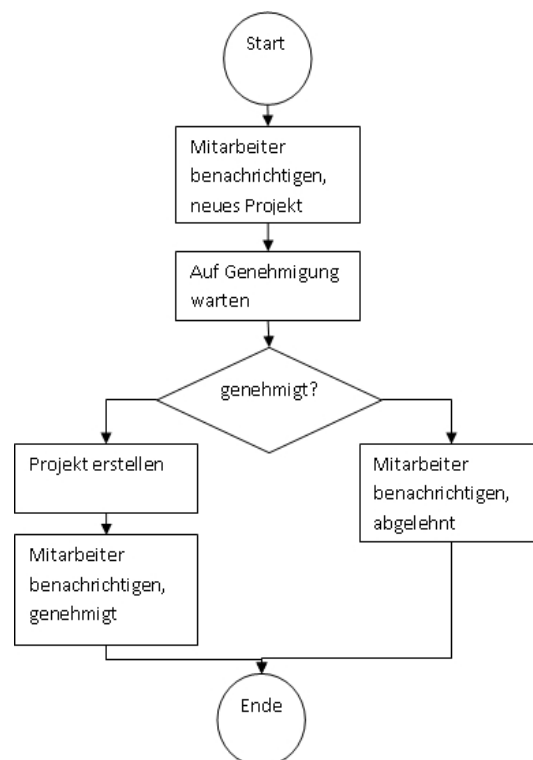 Start
Mitarbeiter
benachrichtigen,
neues Projekt
Auf Genehmigung
warten
genehmigt?
Projekt erstellen
Mitarbeiter
benachrichtigen,
genehmigt
Mitarbeiter
benachrichtigen,
abgelehnt
Ende